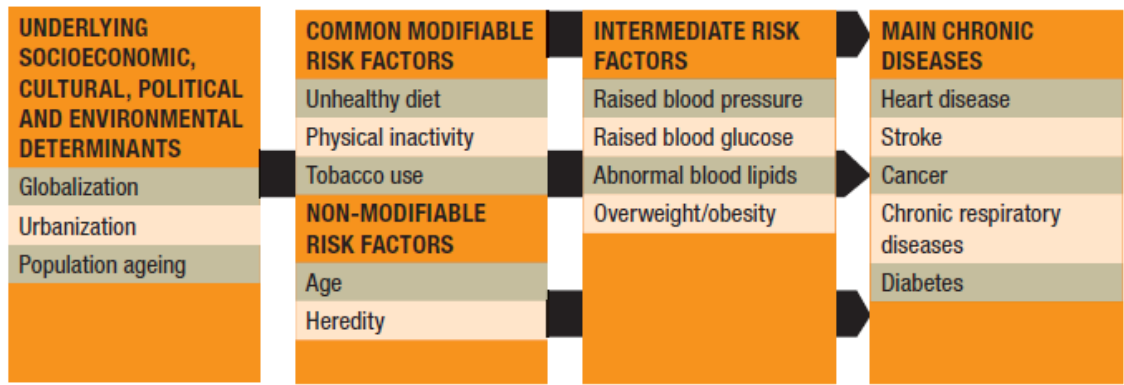 UNDERLYING
SOCIOECONOMIC,
CULTURAL, POLITICAL
AND ENVIRONMENTAL
DETERMINANTS
Globalization
Urbanization
Population ageing
COMMON MODIFIABLE
RISK FACTORS
Unhealthy diet
Physical inactivity
Tobacco use
NON-MODIFIABLE
RISK FACTORS
Age
Heredity
INTERMEDIATE RISK
FACTORS
Raised blood pressure
Raised blood glucose
Abnormal blood lipids
Overweight/obesity
MAIN CHRONIC
DISEASES
Heart disease
Stroke
Cancer
Chronic respiratory
diseases
Diabetes